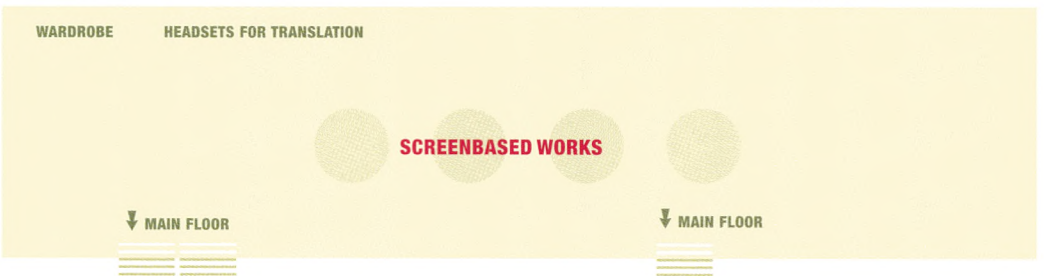 WARDROBE
HEADSETS FOR TRANSLATION
SCREENBASED WORKS
MAIN FLOOR
MAIN FLOOR